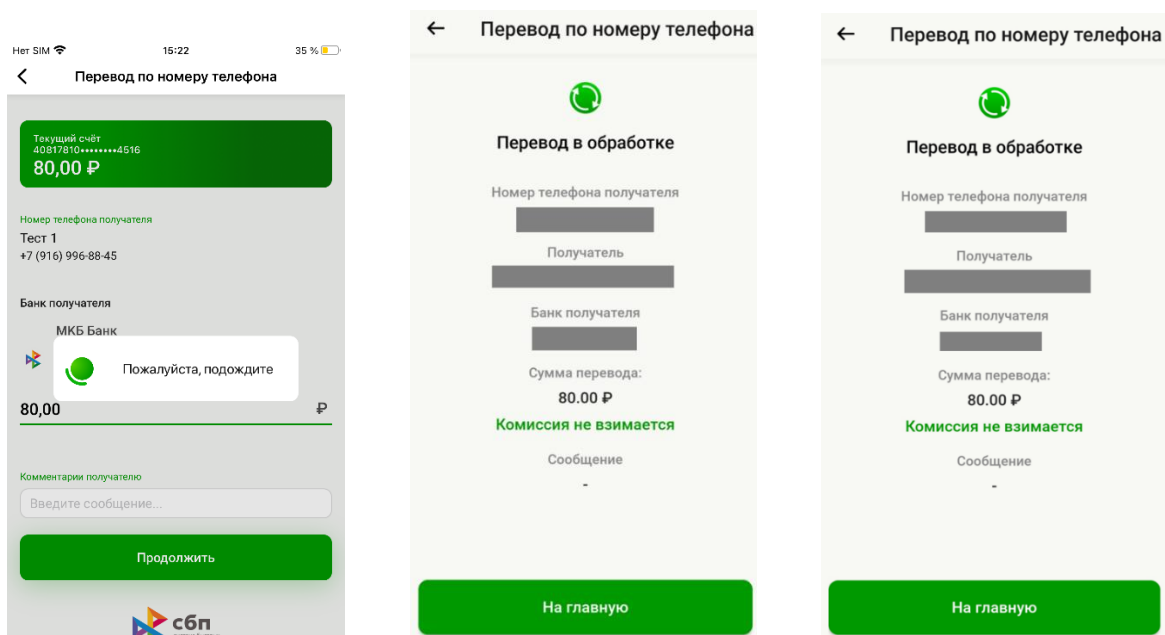 Нет SIM 15:22 35 %
Перевод по номеру телефона
Текущий счёт
40817810••••••••4516
80,00 ₽
Номер телефона получателя
Тест 1
+7 (916) 996-88-45
Банк получателя
МКБ Банк
Пожалуйста, подождите
80,00 ₽
Комментарии получателю
Введите сообщение...
Продолжить
сбп
Перевод по номеру телефона
Перевод в обработке
Номер телефона получателя
Получатель
Банк получателя
Сумма перевода:
80.00 ₽
Комиссия не взимается
Сообщение
-
На главную
Перевод по номеру телефона
Перевод в обработке
Номер телефона получателя
Получатель
Банк получателя
Сумма перевода:
80.00 ₽
Комиссия не взимается
Сообщение
-
На главную